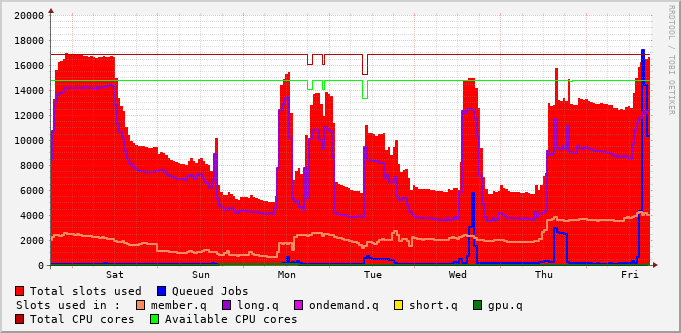 20000
18000
16000
14000
12000
10000
8000
6000
4000
2000
0
Sat Sun Mon Tue Wed Thu Fri
RRDTOOL / TOBI OETIKER
Total slots used Queued Jobs
Slots used in : member.q long.q ondemand.q short.q gpu.q
Total CPU cores Available CPU cores